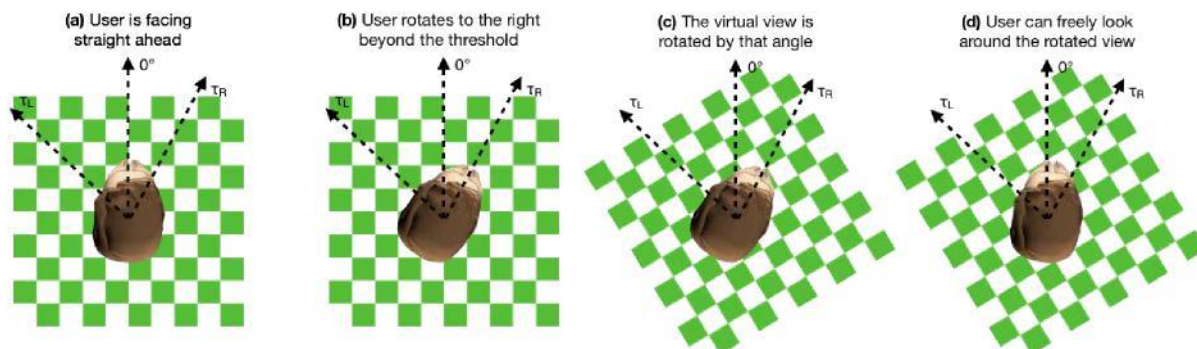 (a) User is facing
straight ahead
0°
τL
τR
(b) User rotates to the right
beyond the threshold
0°
τL
τR
(c) The virtual view is
rotated by that angle
0°
τL
τR
(d) User can freely look
around the rotated view
0°
τL
τR